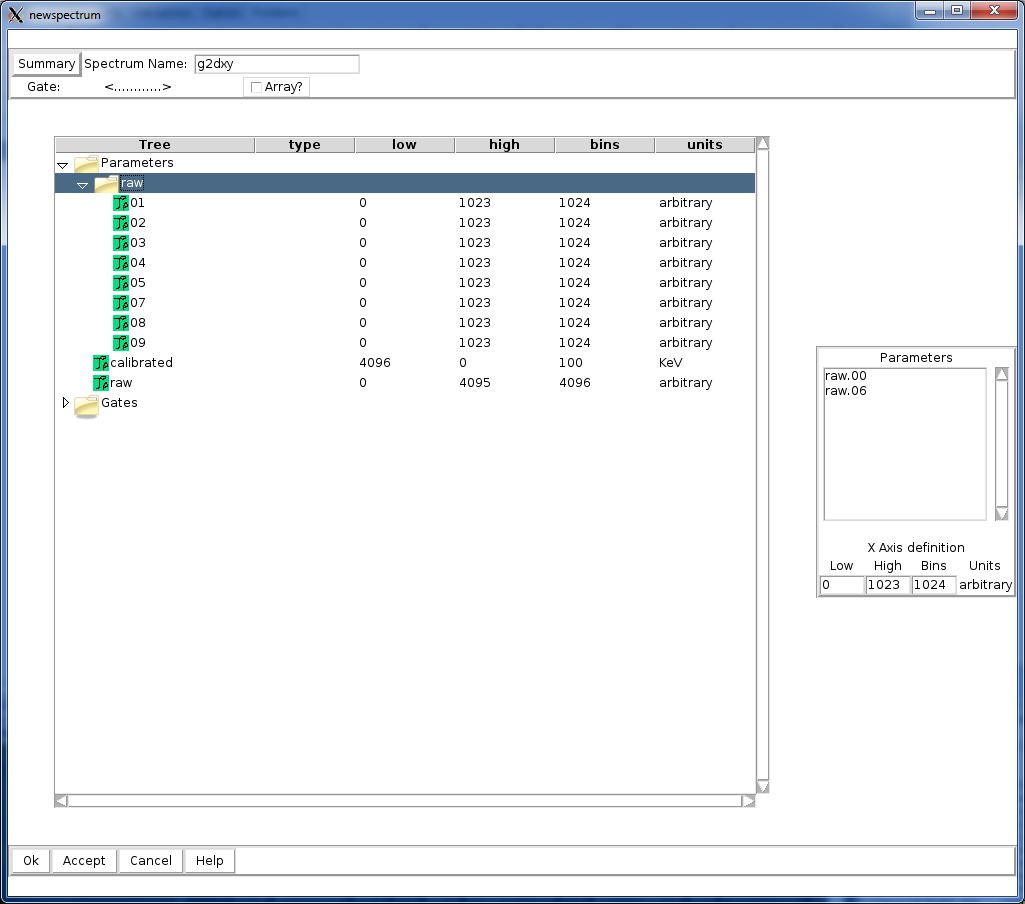 newspectrum
Summary Spectrum Name: g2dxy
Gate: <............> Array?
Tree type low high bins units
Parameters
raw
01 0 1023 1024 arbitrary
02 0 1023 1024 arbitrary
03 0 1023 1024 arbitrary
04 0 1023 1024 arbitrary
05 0 1023 1024 arbitrary
07 0 1023 1024 arbitrary
08 0 1023 1024 arbitrary
09 0 1023 1024 arbitrary
calibrated 4096 0 100 KeV
raw 0 4095 4096 arbitrary
Gates
Parameters
raw.00
raw.06
X Axis definition
Low High Bins Units
0 1023 1024 arbitrary
Ok Accept Cancel Help